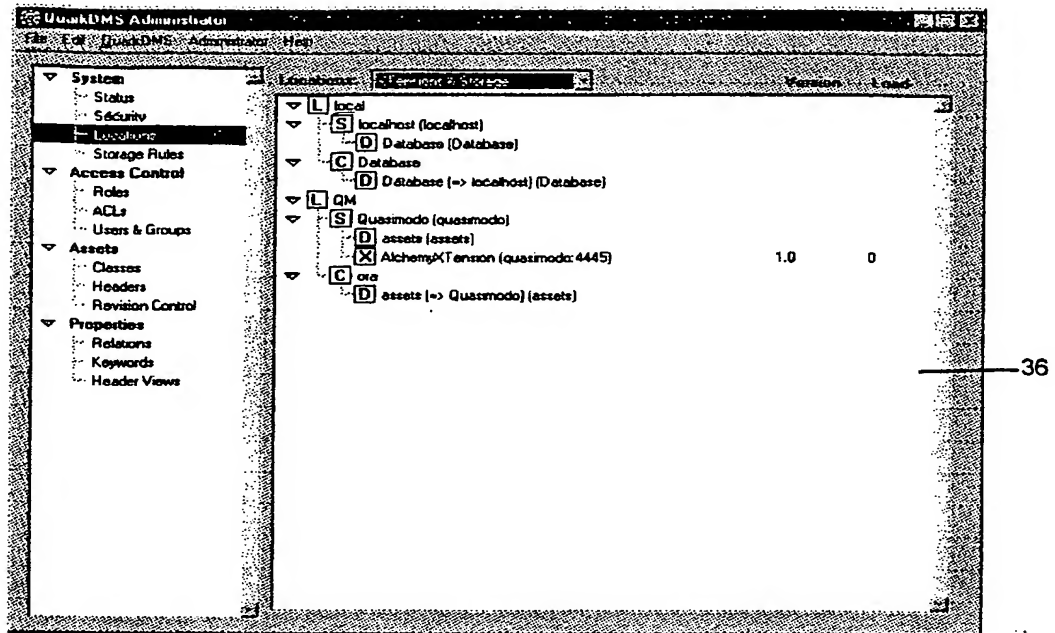 QuarkDMS Administrator
File Edit QuarkDMS Administrator Help
System
Status
Security
Locations
Storage Rules
Access Control
Roles
ACLs
Users & Groups
Assets
Classes
Headers
Revision Control
Properties
Relations
Keywords
Header Views
Locations: & Storage Version Load
L local
S localhost (localhost)
D Database (Database)
C Database
D Database (=> localhost) (Database)
L QM
S Quasimodo (quasimodo)
D assets (assets)
X AlchemyXTension (quasimodo:4445) 1.0 0
C ora
D assets (=> Quasimodo) (assets)
36